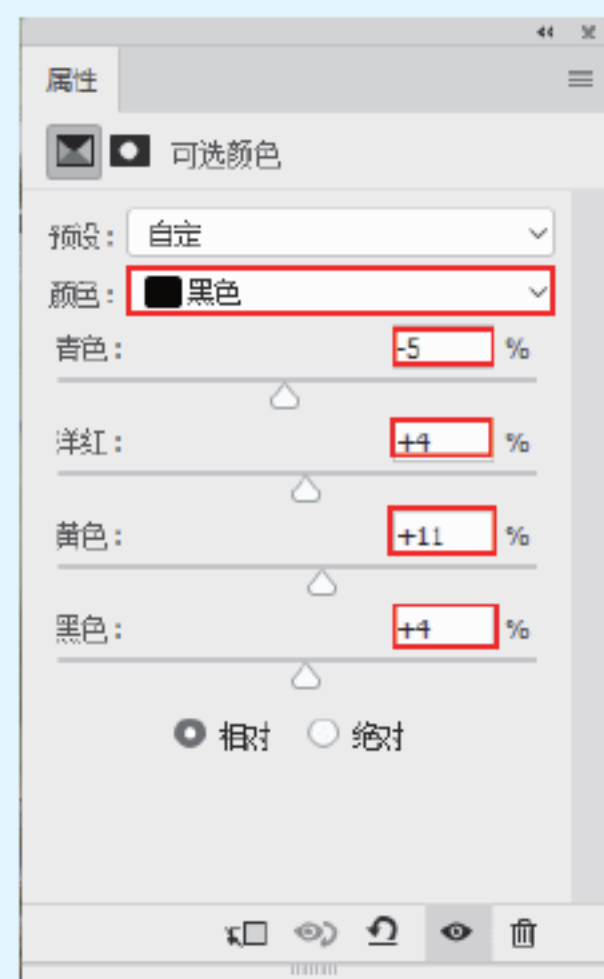 属性
可选颜色
预设： 自定
颜色： 黑色
青色： -5 %
洋红： +4 %
黄色： +11 %
黑色： +4 %
相对 绝对